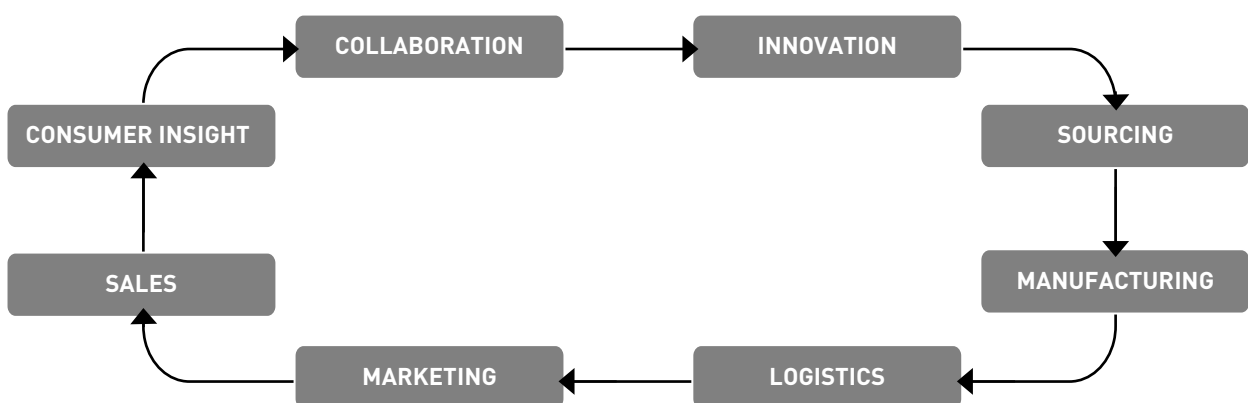 COLLABORATION
INNOVATION
CONSUMER INSIGHT
SOURCING
SALES
MANUFACTURING
MARKETING
LOGISTICS